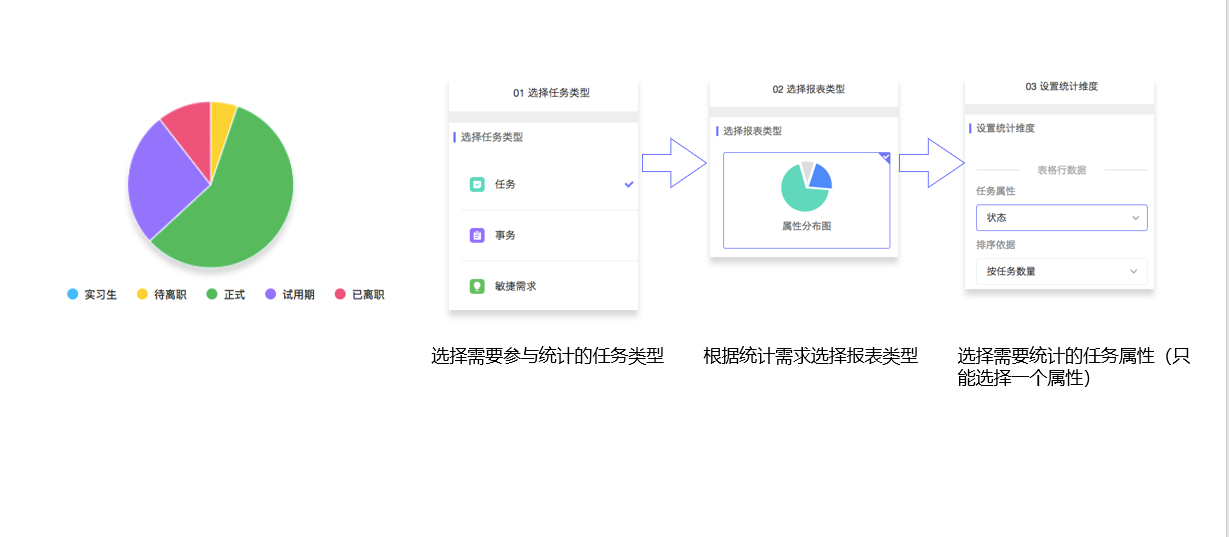 实习生
待离职
正式
试用期
已离职
01 选择任务类型
选择任务类型
任务
事务
敏捷需求
选择需要参与统计的任务类型
02 选择报表类型
选择报表类型
属性分布图
根据统计需求选择报表类型
03 设置统计维度
设置统计维度
表格行数据
任务属性
状态
排序依据
按任务数量
选择需要统计的任务属性（只
能选择一个属性）